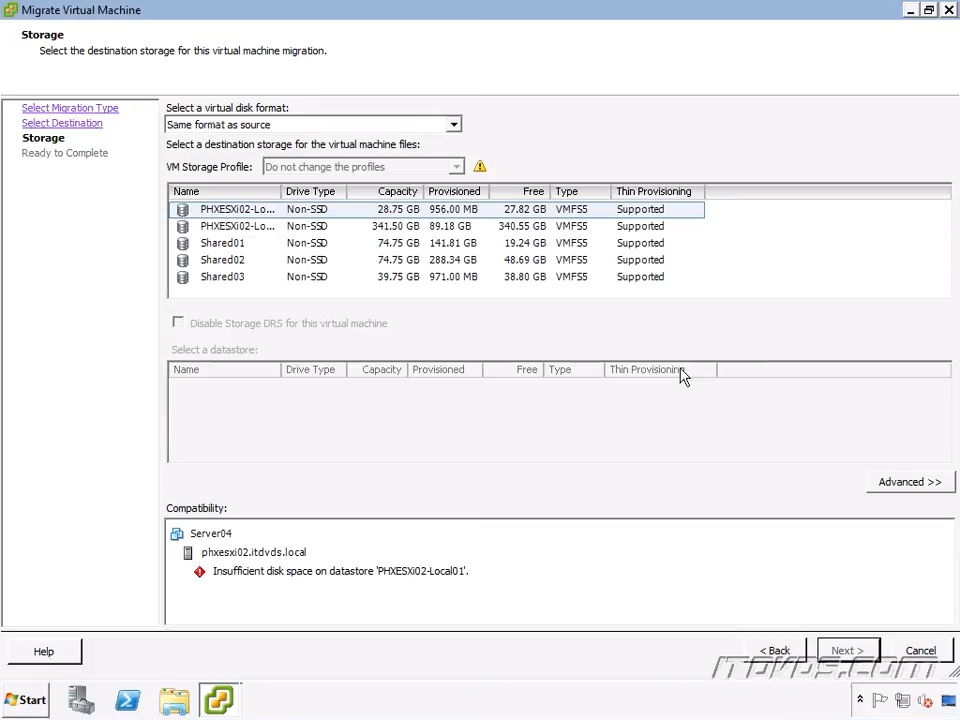 Migrate Virtual Machine
Storage
Select the destination storage for this virtual machine migration.
Select Migration Type
Select Destination
Storage
Ready to Complete
Select a virtual disk format:
Same format as source
Select a destination storage for the virtual machine files:
VM Storage Profile: Do not change the profiles
Name Drive Type Capacity Provisioned Free Type Thin Provisioning
PHXESXi02-Lo... Non-SSD 28.75 GB 956.00 MB 27.82 GB VMFS5 Supported
PHXESXi02-Lo... Non-SSD 341.50 GB 89.18 GB 340.55 GB VMFS5 Supported
Shared01 Non-SSD 74.75 GB 141.81 GB 19.24 GB VMFS5 Supported
Shared02 Non-SSD 74.75 GB 288.34 GB 48.69 GB VMFS5 Supported
Shared03 Non-SSD 39.75 GB 971.00 MB 38.80 GB VMFS5 Supported
Disable Storage DRS for this virtual machine
Select a datastore:
Name Drive Type Capacity Provisioned Free Type Thin Provisioning
Advanced >>
Compatibility:
Server04
phxesxi02.itdvds.local
Insufficient disk space on datastore 'PHXESXi02-Local01'.
Help < Back Next > Cancel
ITDVDS.COM
Start